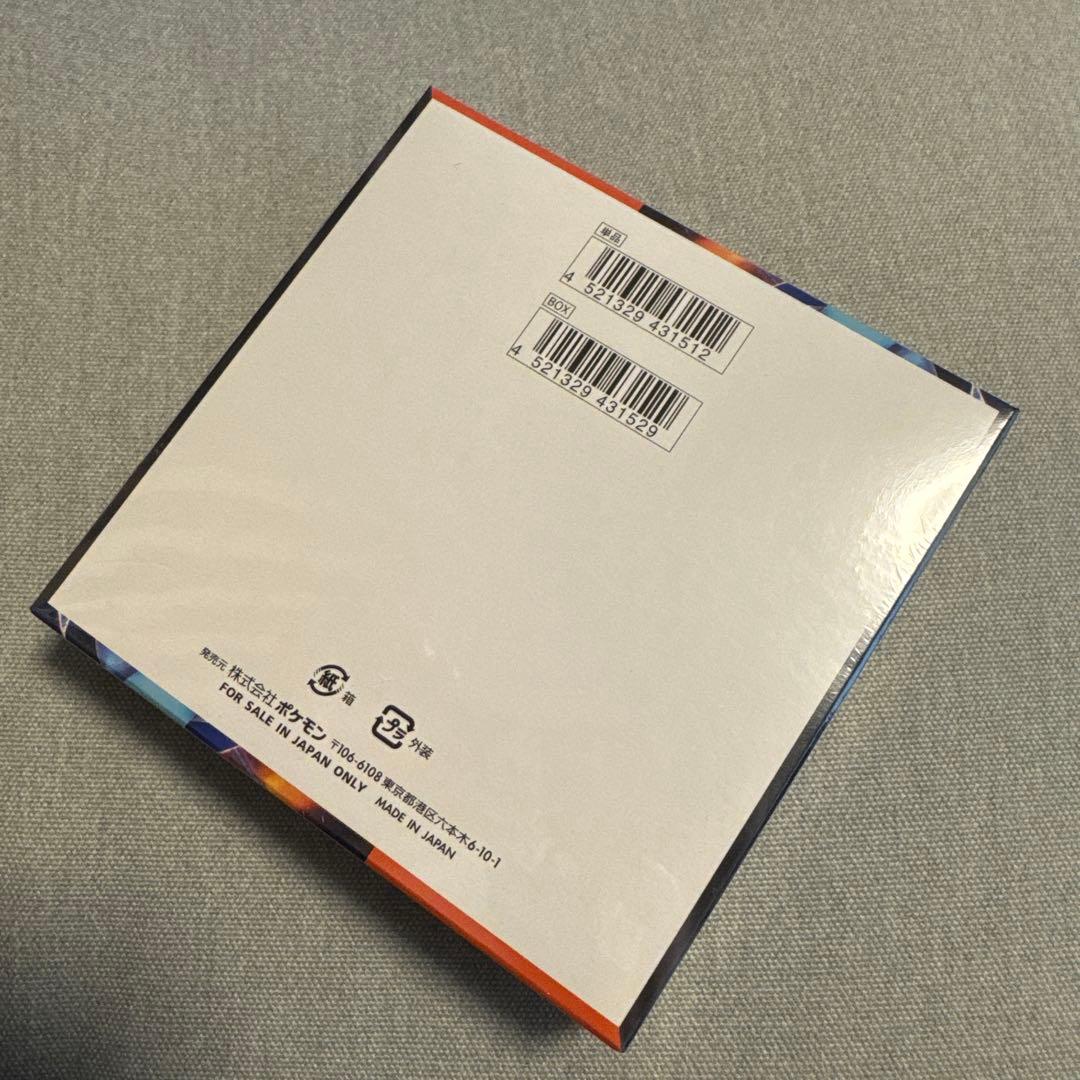 単品
4 521329 431512
BOX
4 521329 431529
紙 箱
プラ 外装
発売元 株式会社ポケモン 〒106-6108 東京都港区六本木6-10-1
FOR SALE IN JAPAN ONLY MADE IN JAPAN